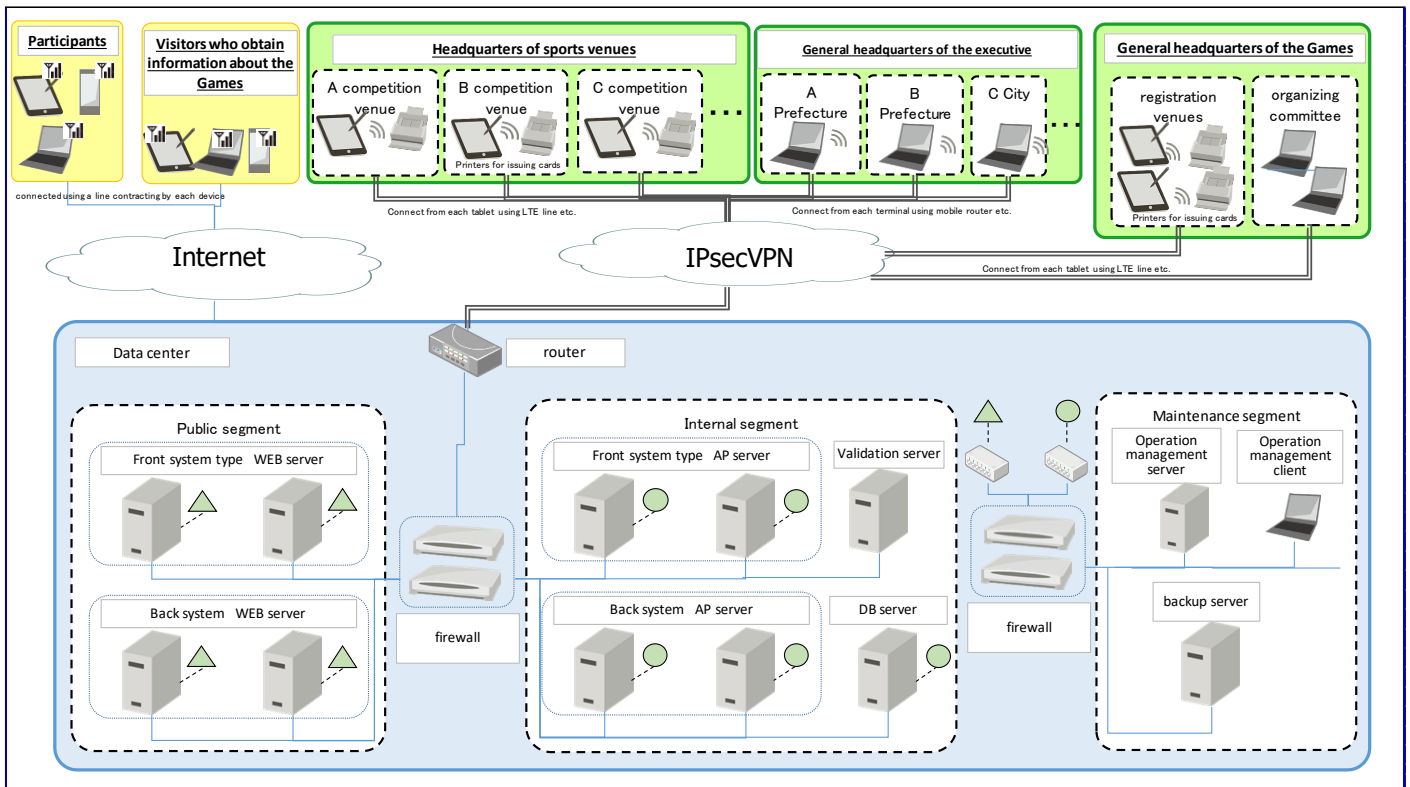 Participants
Visitors who obtain
information about the
Games
connected using a line contracting by each device
Headquarters of sports venues
A competition
venue
B competition
venue
C competition
venue
Printers for issuing cards
General headquarters of the executive
A
Prefecture
B
Prefecture
C City
General headquarters of the Games
registration
venues
organizing
committee
Printers for issuing cards
Connect from each tablet using LTE line etc.
Connect from each terminal using mobile router etc.
Internet
IPsecVPN
Connect from each tablet using LTE line etc.
Data center
router
Public segment
Front system type WEB server
Back system WEB server
firewall
Internal segment
Front system type AP server
Validation server
Back system AP server
DB server
firewall
Maintenance segment
Operation
management
server
Operation
management
client
backup server